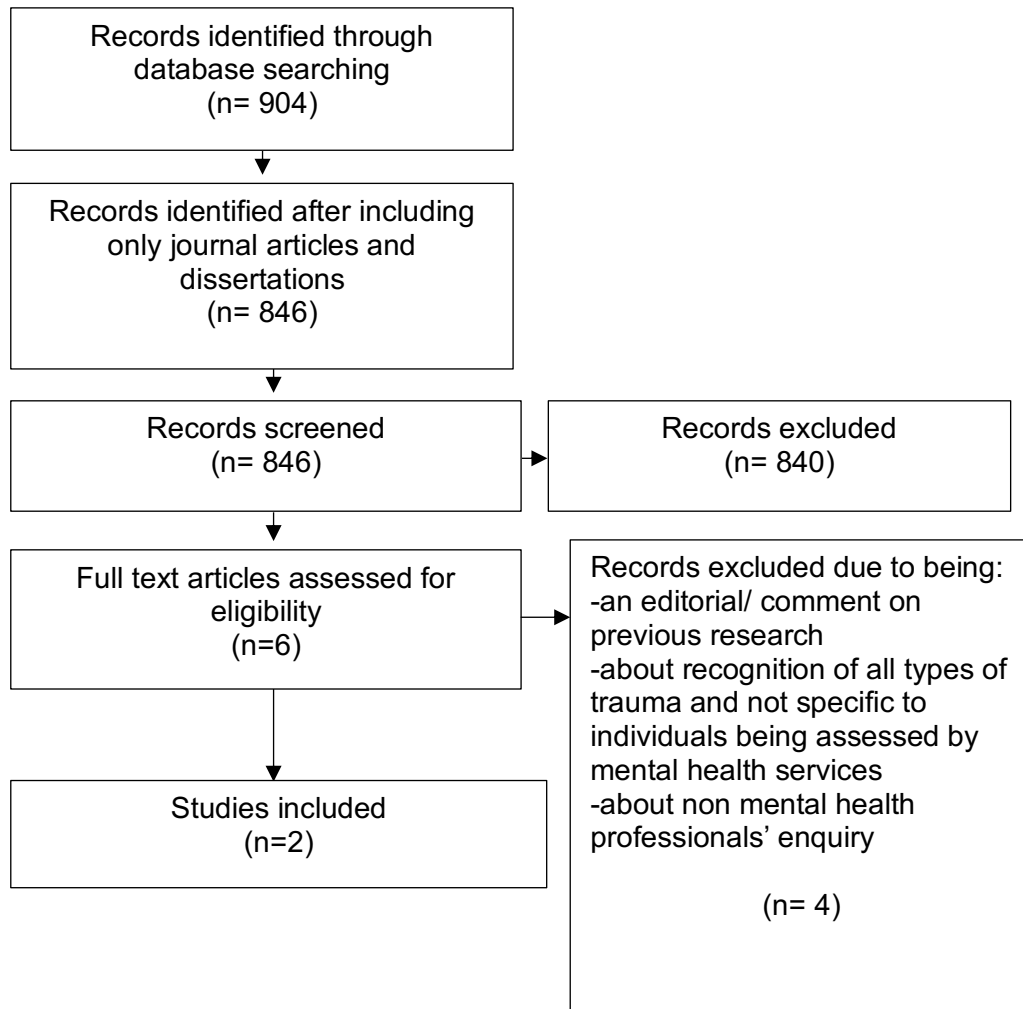 Records identified through
database searching
(n= 904)
Records identified after including
only journal articles and
dissertations
(n= 846)
Records screened
(n= 846)
Records excluded
(n= 840)
Full text articles assessed for
eligibility
(n=6)
Records excluded due to being:
-an editorial/ comment on
previous research
-about recognition of all types of
trauma and not specific to
individuals being assessed by
mental health services
-about non mental health
professionals’ enquiry
(n= 4)
Studies included
(n=2)